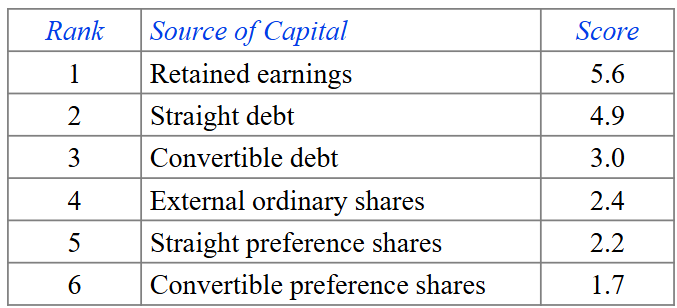 Rank Source of Capital Score
1 Retained earnings 5.6
2 Straight debt 4.9
3 Convertible debt 3.0
4 External ordinary shares 2.4
5 Straight preference shares 2.2
6 Convertible preference shares 1.7